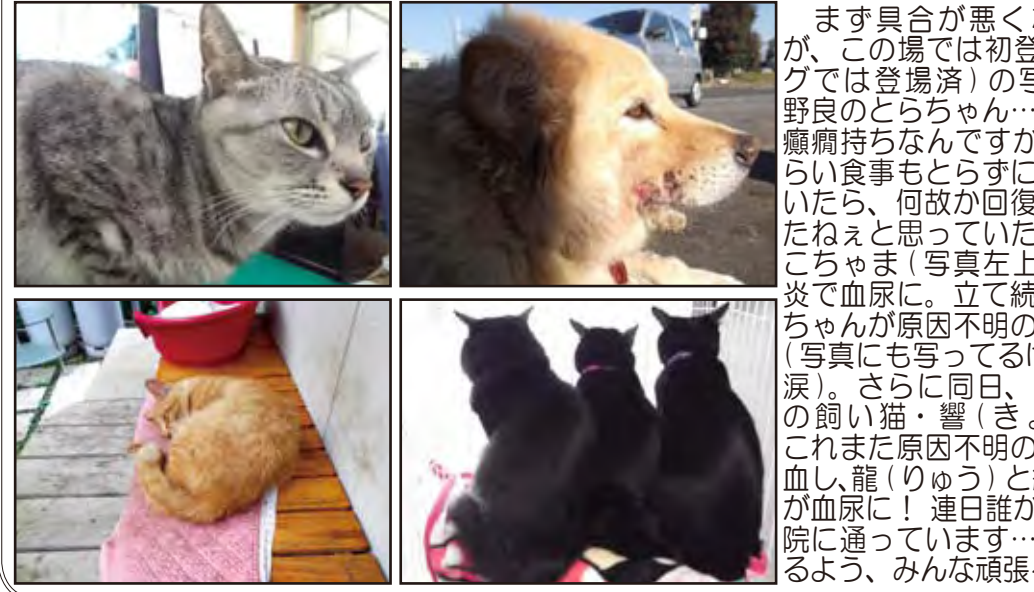 まず具合が悪く
が、この場では初登
グでは登場済)の写
野良のとらちゃん…
癲癇持ちなんですか
らい食事もとらずに
いたら、何故か回復
たねぇと思っていた
こちゃま(写真左上
炎で血尿に。立て続
ちゃんが原因不明の
(写真にも写ってるけ
涙)。さらに同日、
の飼い猫・響(きょ
これまた原因不明の
血し、龍(りゅう)と
が血尿に! 連日誰か
院に通っています…
るよう、みんな頑張